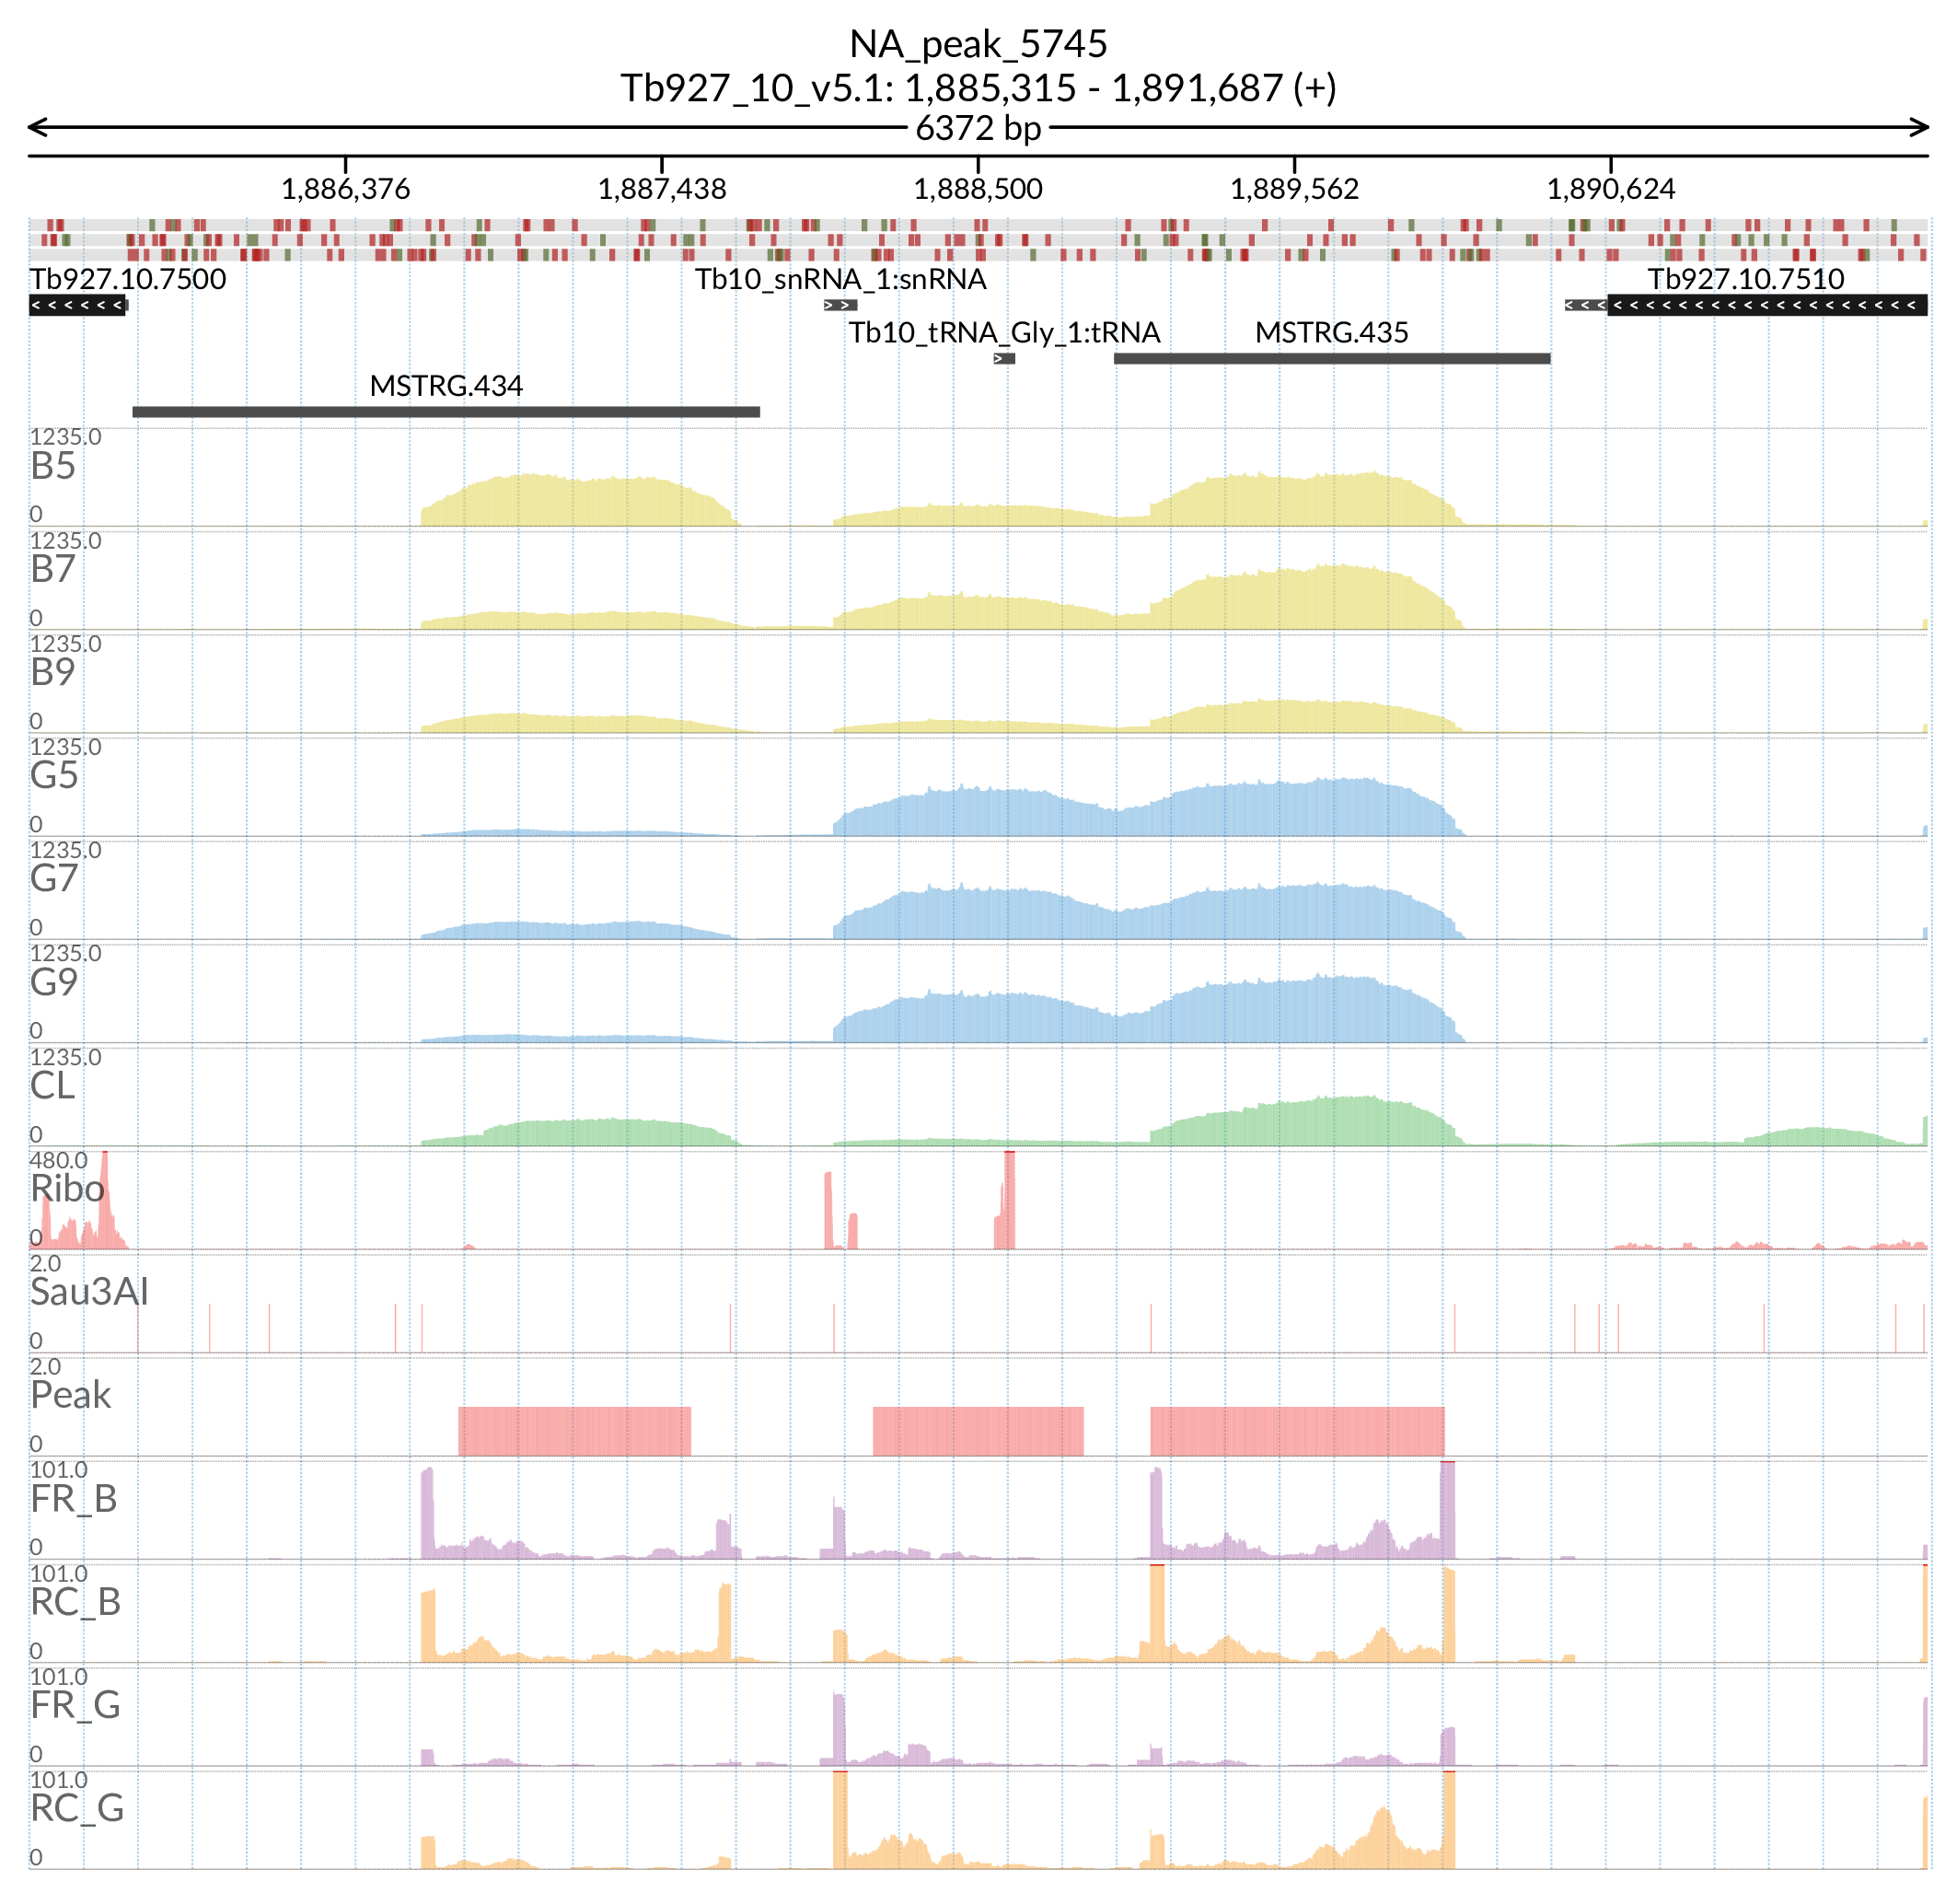 NA_peak_5745
Tb927_10_v5.1: 1,885,315 - 1,891,687 (+)
6372 bp
1,886,376 1,887,438 1,888,500 1,889,562 1,890,624
Tb927.10.7500 Tb10_snRNA_1:snRNA Tb927.10.7510
Tb10_tRNA_Gly_1:tRNA MSTRG.435
MSTRG.434
1235.0
B5
0
1235.0
B7
0
1235.0
B9
0
1235.0
G5
0
1235.0
G7
0
1235.0
G9
0
1235.0
CL
0
480.0
Ribo
0
2.0
Sau3AI
0
2.0
Peak
0
101.0
FR_B
0
101.0
RC_B
0
101.0
FR_G
0
101.0
RC_G
0